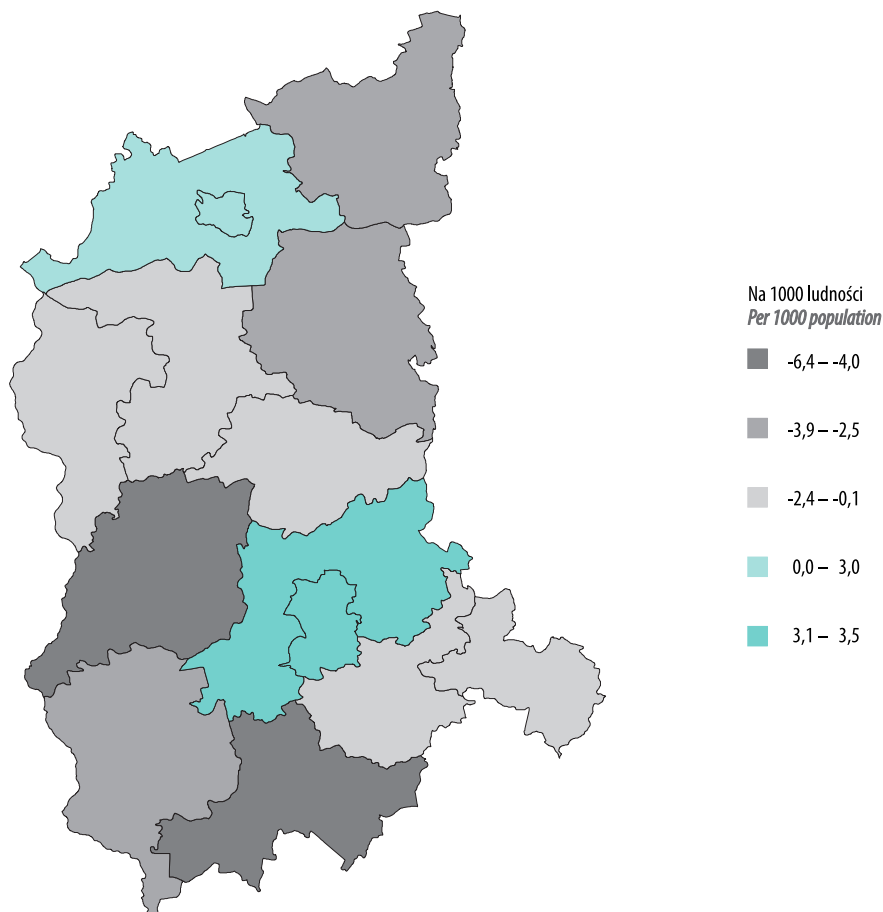 Na 1000 ludności
Per 1000 population
-6,4 – -4,0
-3,9 – -2,5
-2,4 – -0,1
0,0 – 3,0
3,1 – 3,5